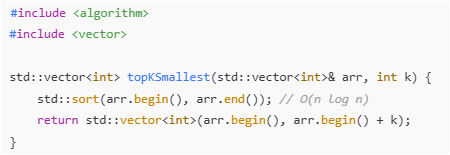 #include <algorithm>
#include <vector>
std::vector<int> topKSmallest(std::vector<int>& arr, int k) {
    std::sort(arr.begin(), arr.end()); // O(n log n)
    return std::vector<int>(arr.begin(), arr.begin() + k);
}